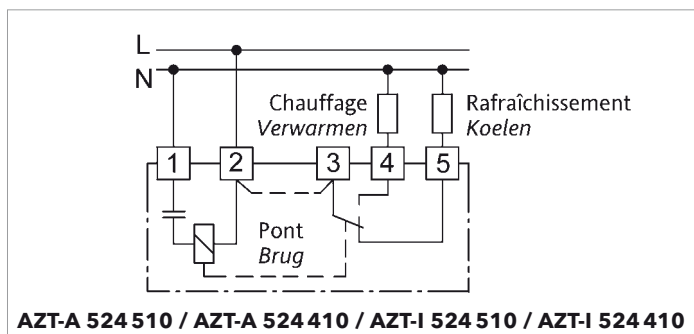 L
N
Chauffage
Verwarmen
Rafraîchissement
Koelen
1 2 3 4 5
Pont
Brug
AZT-A 524 510 / AZT-A 524 410 / AZT-I 524 510 / AZT-I 524 410